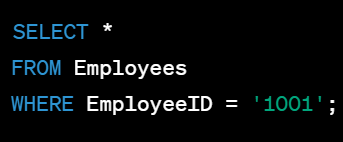 SELECT *
FROM Employees
WHERE EmployeeID = '1001';